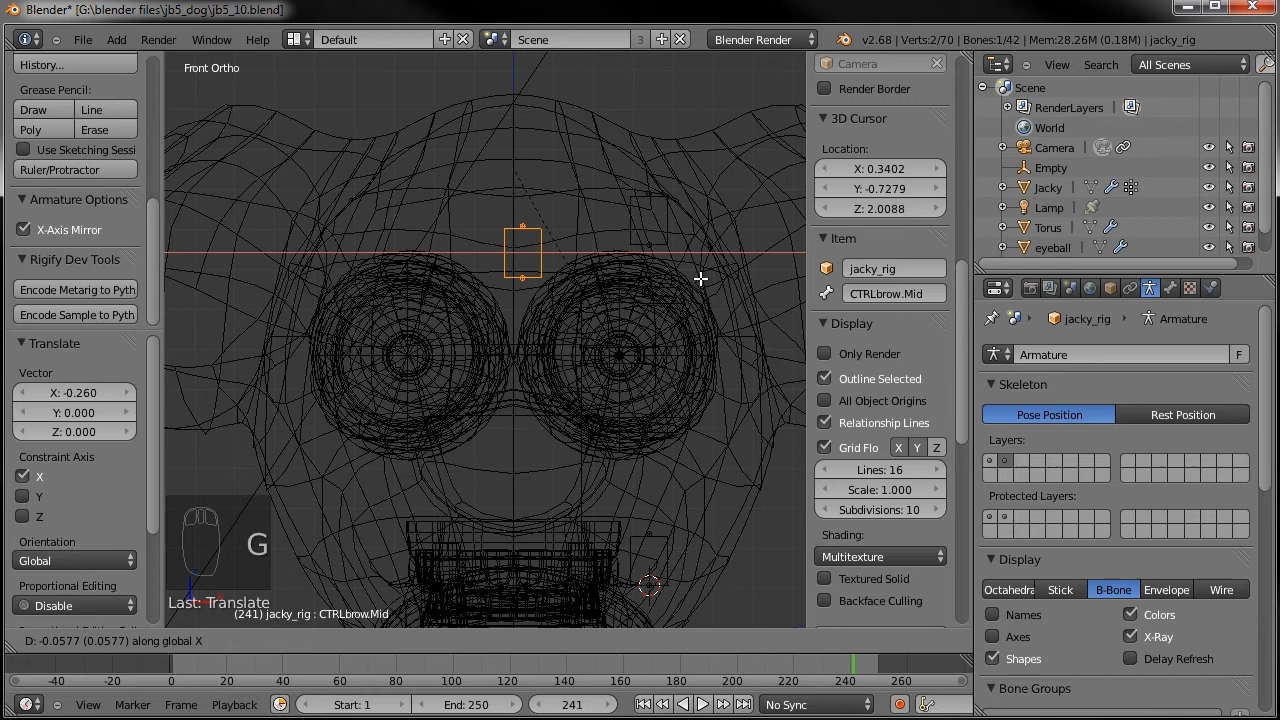 Blender* [G:\blender files\jb5_dog\jb5_10.blend]
File Add Render Window Help Default Scene 3 Blender Render v2.68 | Verts:2/70 | Bones:1/42 | Mem:28.26M (0.18M) | jacky_rig
History...
Grease Pencil:
Draw Line
Poly Erase
Use Sketching Sessi
Ruler/Protractor
Armature Options
X-Axis Mirror
Rigify Dev Tools
Encode Metarig to Pyth
Encode Sample to Pyth
Translate
Vector
X: -0.260
Y: 0.000
Z: 0.000
Constraint Axis
X
Y
Z
Orientation
Global
Proportional Editing
Disable
Front Ortho
G
Last: Translate
(241) jacky_rig : CTRLbrow.Mid
D: -0.0577 (0.0577) along global X
Camera
Render Border
3D Cursor
Location:
X: 0.3402
Y: -0.7279
Z: 2.0088
Item
jacky_rig
CTRLbrow.Mid
Display
Only Render
Outline Selected
All Object Origins
Relationship Lines
Grid Flo X Y Z
Lines: 16
Scale: 1.000
Subdivisions: 10
Shading:
Multitexture
Textured Solid
Backface Culling
View Search All Scenes
Scene
RenderLayers
World
Camera
Empty
Jacky
Lamp
Torus
eyeball
jacky_rig Armature
Armature F
Skeleton
Pose Position Rest Position
Layers:
Protected Layers:
Display
Octahedra Stick B-Bone Envelope Wire
Names Colors
Axes X-Ray
Shapes Delay Refresh
Bone Groups
-40 -20 0 20 40 60 80 100 120 140 160 180 200 220 240 260
View Marker Frame Playback Start: 1 End: 250 241 No Sync